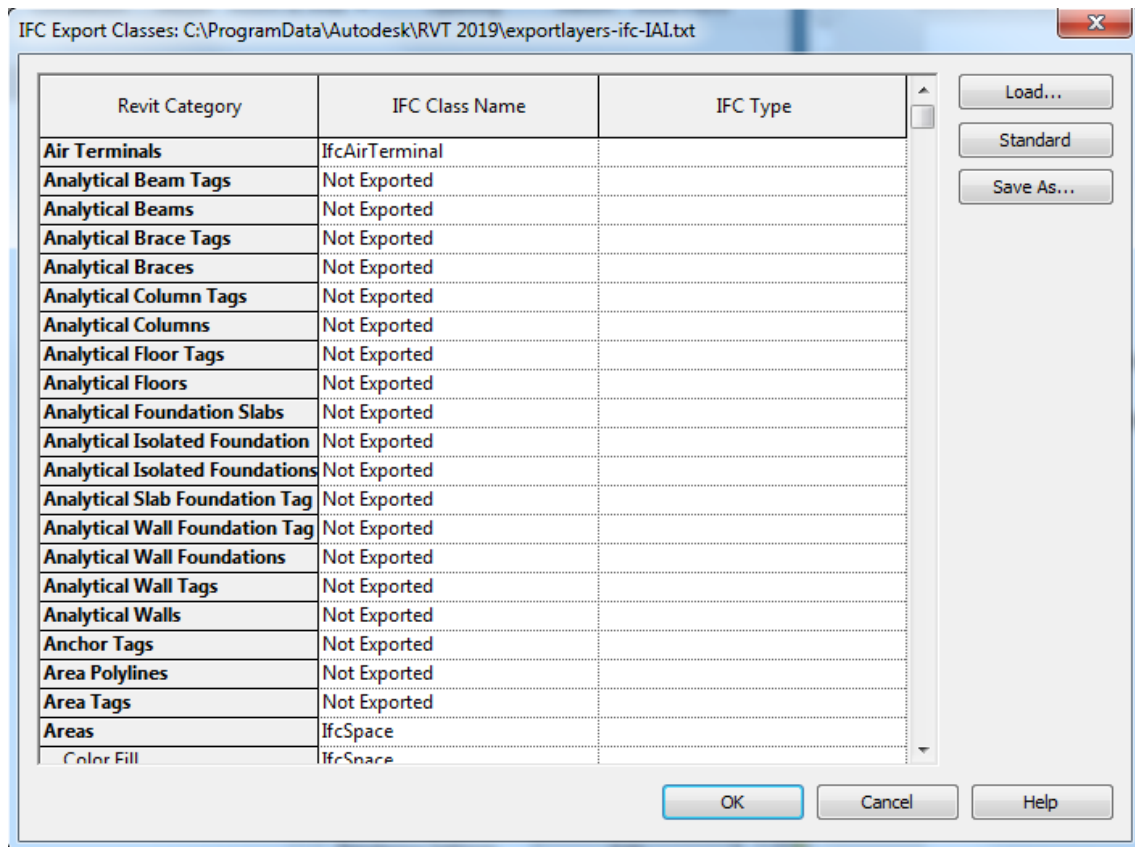 IFC Export Classes: C:\ProgramData\Autodesk\RVT 2019\exportlayers-ifc-IAI.txt
Revit Category IFC Class Name IFC Type
Air Terminals IfcAirTerminal
Analytical Beam Tags Not Exported
Analytical Beams Not Exported
Analytical Brace Tags Not Exported
Analytical Braces Not Exported
Analytical Column Tags Not Exported
Analytical Columns Not Exported
Analytical Floor Tags Not Exported
Analytical Floors Not Exported
Analytical Foundation Slabs Not Exported
Analytical Isolated Foundation Not Exported
Analytical Isolated Foundations Not Exported
Analytical Slab Foundation Tag Not Exported
Analytical Wall Foundation Tag Not Exported
Analytical Wall Foundations Not Exported
Analytical Wall Tags Not Exported
Analytical Walls Not Exported
Anchor Tags Not Exported
Area Polylines Not Exported
Area Tags Not Exported
Areas IfcSpace
Color Fill IfcSpace
Load...
Standard
Save As...
OK Cancel Help